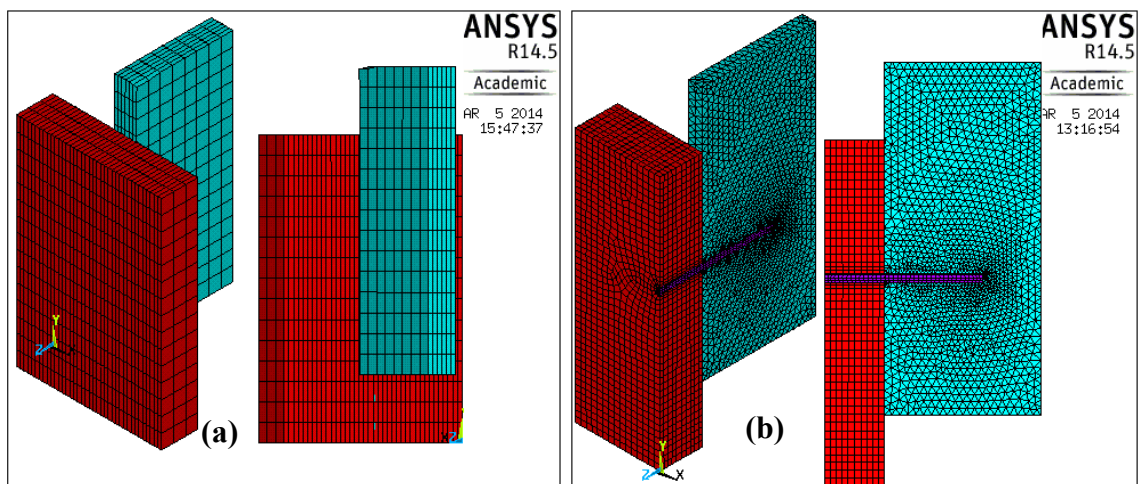 ANSYS
R14.5
Academic
AR 5 2014
15:47:37
Y
Z
X
(a)
X
Z
ANSYS
R14.5
Academic
AR 5 2014
13:16:54
(b)
Y
Z
X